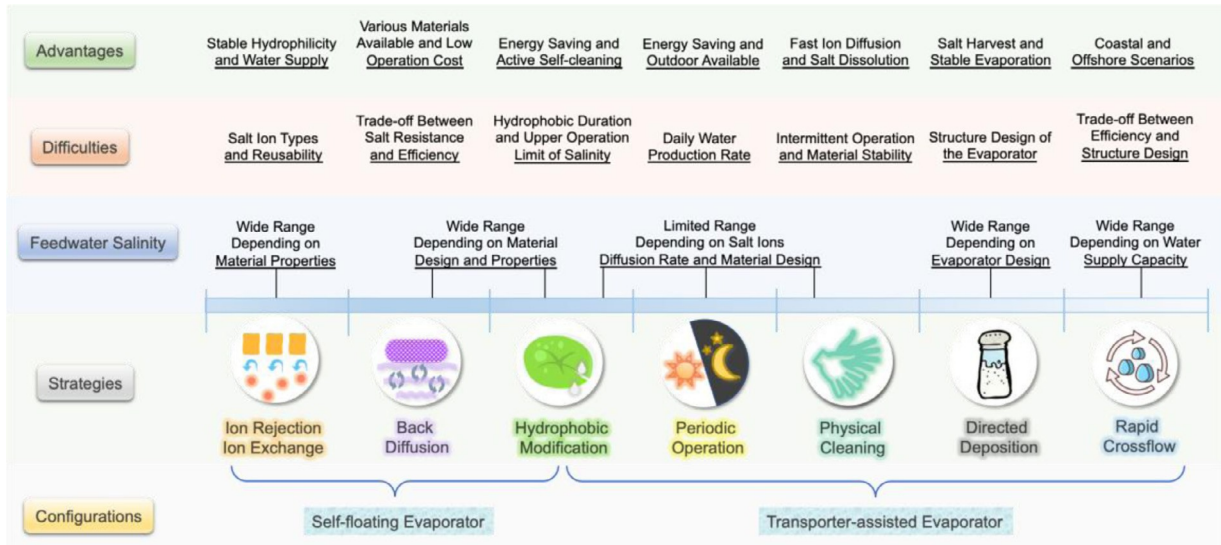 Advantages
Stable Hydrophilicity
and Water Supply
Various Materials
Available and Low
Operation Cost
Energy Saving and
Active Self-cleaning
Energy Saving and
Outdoor Available
Fast Ion Diffusion
and Salt Dissolution
Salt Harvest and
Stable Evaporation
Coastal and
Offshore Scenarios
Difficulties
Salt Ion Types
and Reusability
Trade-off Between
Salt Resistance
and Efficiency
Hydrophobic Duration
and Upper Operation
Limit of Salinity
Daily Water
Production Rate
Intermittent Operation
and Material Stability
Structure Design of
the Evaporator
Trade-off Between
Efficiency and
Structure Design
Feedwater Salinity
Wide Range
Depending on
Material Properties
Wide Range
Depending on Material
Design and Properties
Limited Range
Depending on Salt Ions
Diffusion Rate and Material Design
Wide Range
Depending on
Evaporator Design
Wide Range
Depending on Water
Supply Capacity
Strategies
Ion Rejection
Ion Exchange
Back
Diffusion
Hydrophobic
Modification
Periodic
Operation
Physical
Cleaning
Directed
Deposition
Rapid
Crossflow
Configurations
Self-floating Evaporator
Transporter-assisted Evaporator